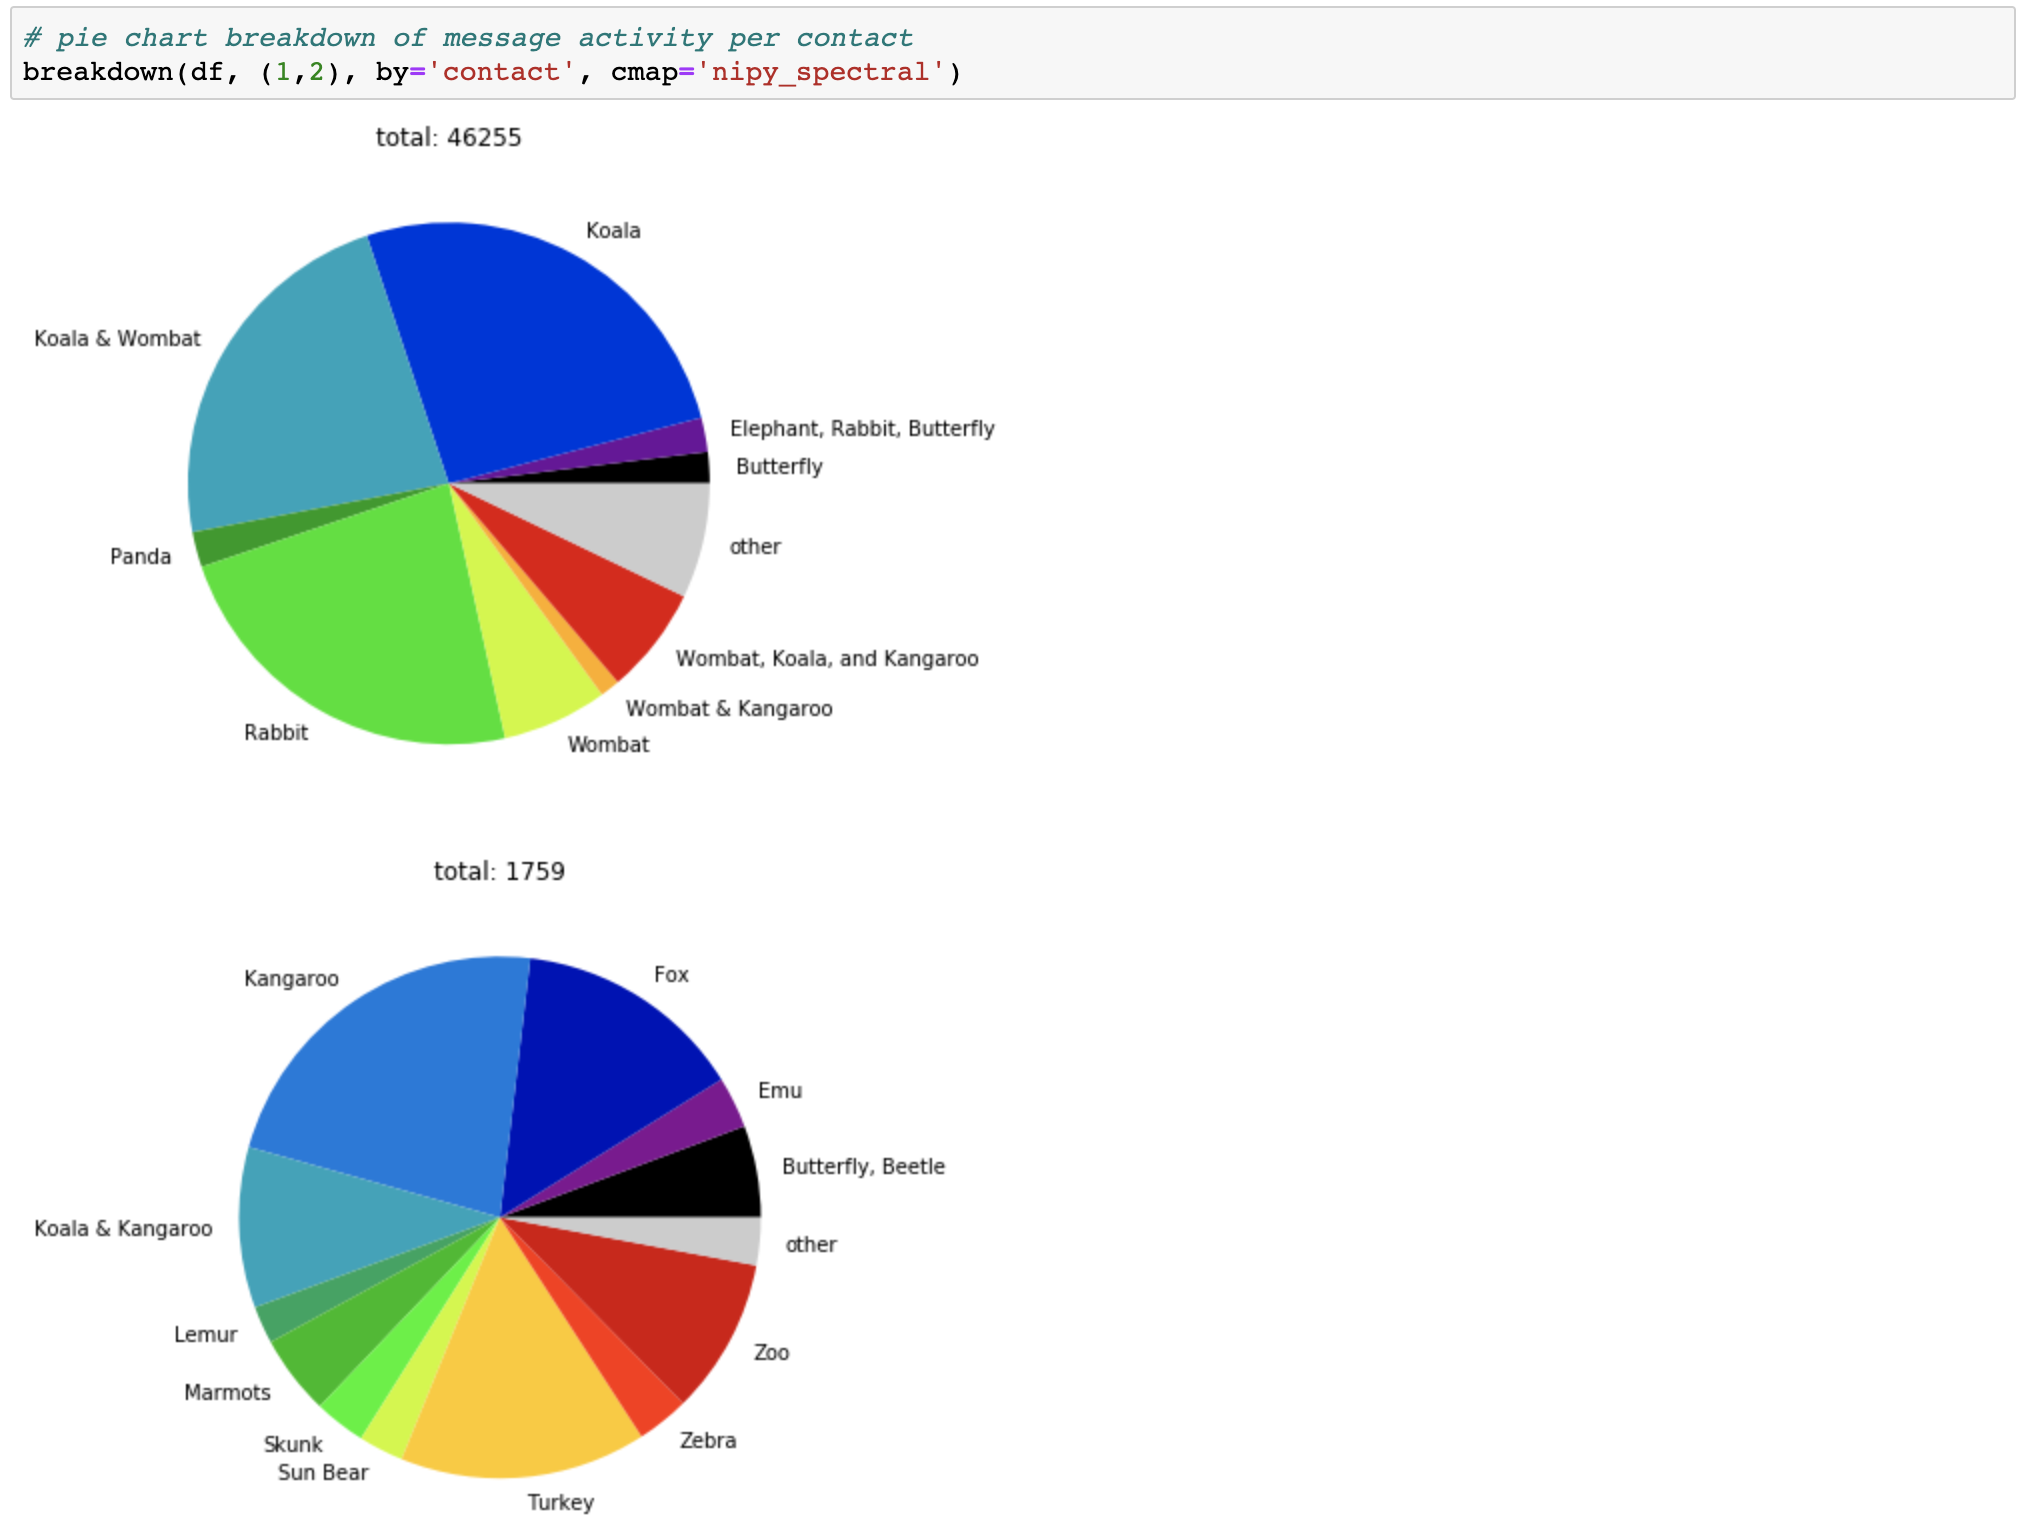 # pie chart breakdown of message activity per contact
breakdown(df, (1,2), by='contact', cmap='nipy_spectral')
total: 46255
Koala
Koala & Wombat
Elephant, Rabbit, Butterfly
Butterfly
other
Panda
Wombat, Koala, and Kangaroo
Wombat & Kangaroo
Rabbit
Wombat
total: 1759
Fox
Kangaroo
Emu
Butterfly, Beetle
Koala & Kangaroo
other
Lemur
Zoo
Marmots
Zebra
Skunk
Sun Bear
Turkey